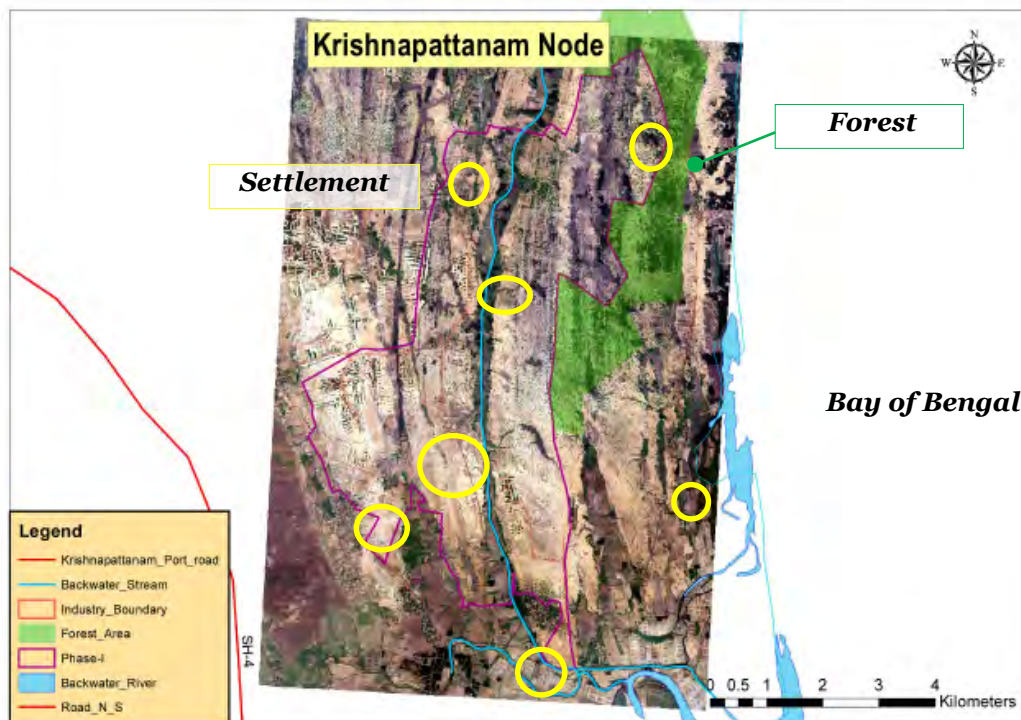 Krishnapattanam Node
N
W E
S
Forest
Settlement
Bay of Bengal
Legend
Krishnapattanam_Port_road
Backwater_Stream
Industry_Boundary
Forest_Area
Phase-I
Backwater_River
Road_N_S
SH-4
0 0.5 1 2 3 4
Kilometers